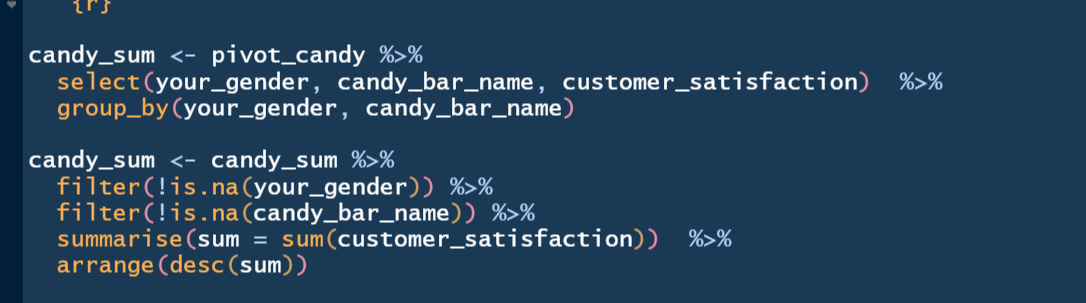 {r}
candy_sum <- pivot_candy %>%
select(your_gender, candy_bar_name, customer_satisfaction) %>%
group_by(your_gender, candy_bar_name)
candy_sum <- candy_sum %>%
filter(!is.na(your_gender)) %>%
filter(!is.na(candy_bar_name)) %>%
summarise(sum = sum(customer_satisfaction)) %>%
arrange(desc(sum))